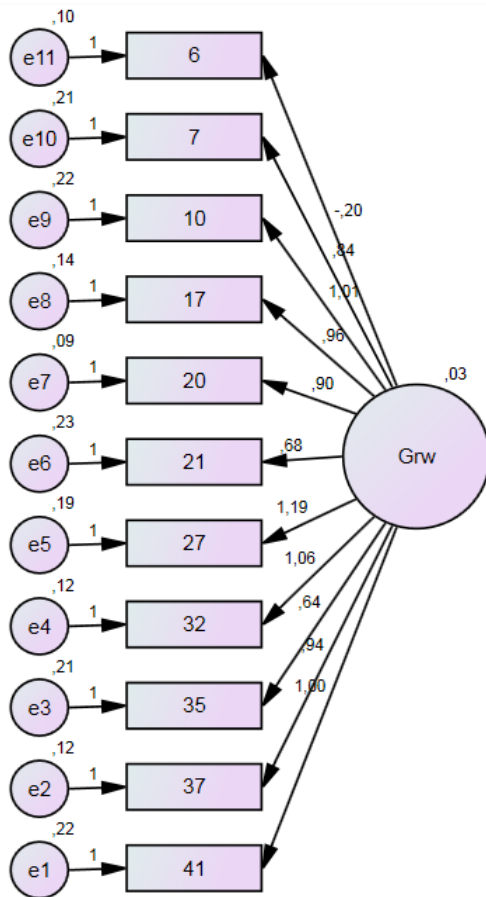 ,10
e11 1 6
,21
e10 1 7
,22
e9 1 10
,14
e8 1 17
,09
e7 1 20
,23
e6 1 21
,19
e5 1 27
,12
e4 1 32
,21
e3 1 35
,12
e2 1 37
,22
e1 1 41
-,20
,84
1,01
,96
,90
,68
1,19
1,06
,64
,94
1,00
,03
Grw